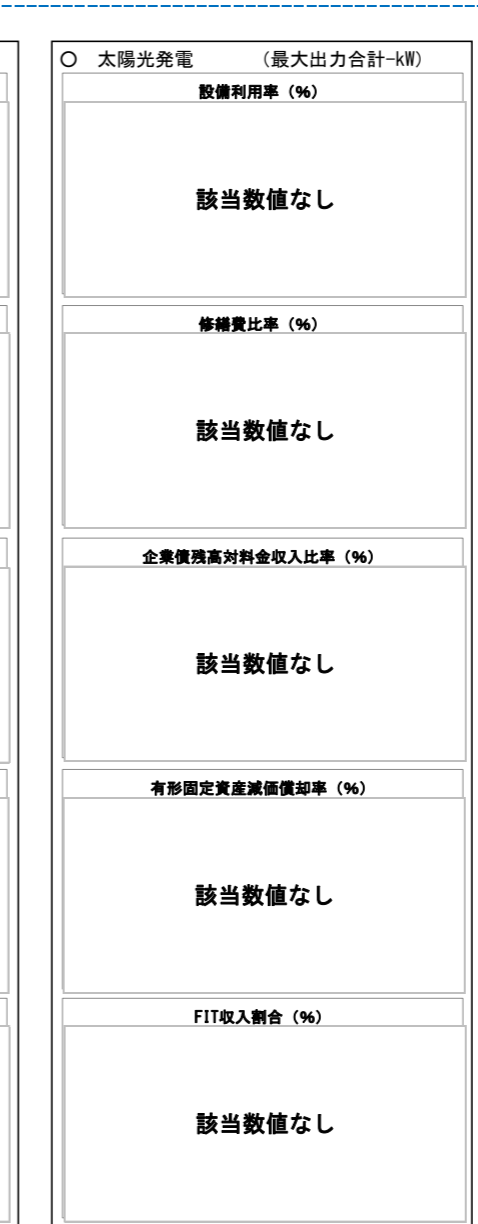 ○　太陽光発電　　　（最大出力合計-kW）
設備利用率（％）
該当数値なし
修繕費比率（％）
該当数値なし
企業債残高対料金収入比率（％）
該当数値なし
有形固定資産減価償却率（％）
該当数値なし
FIT収入割合（％）
該当数値なし